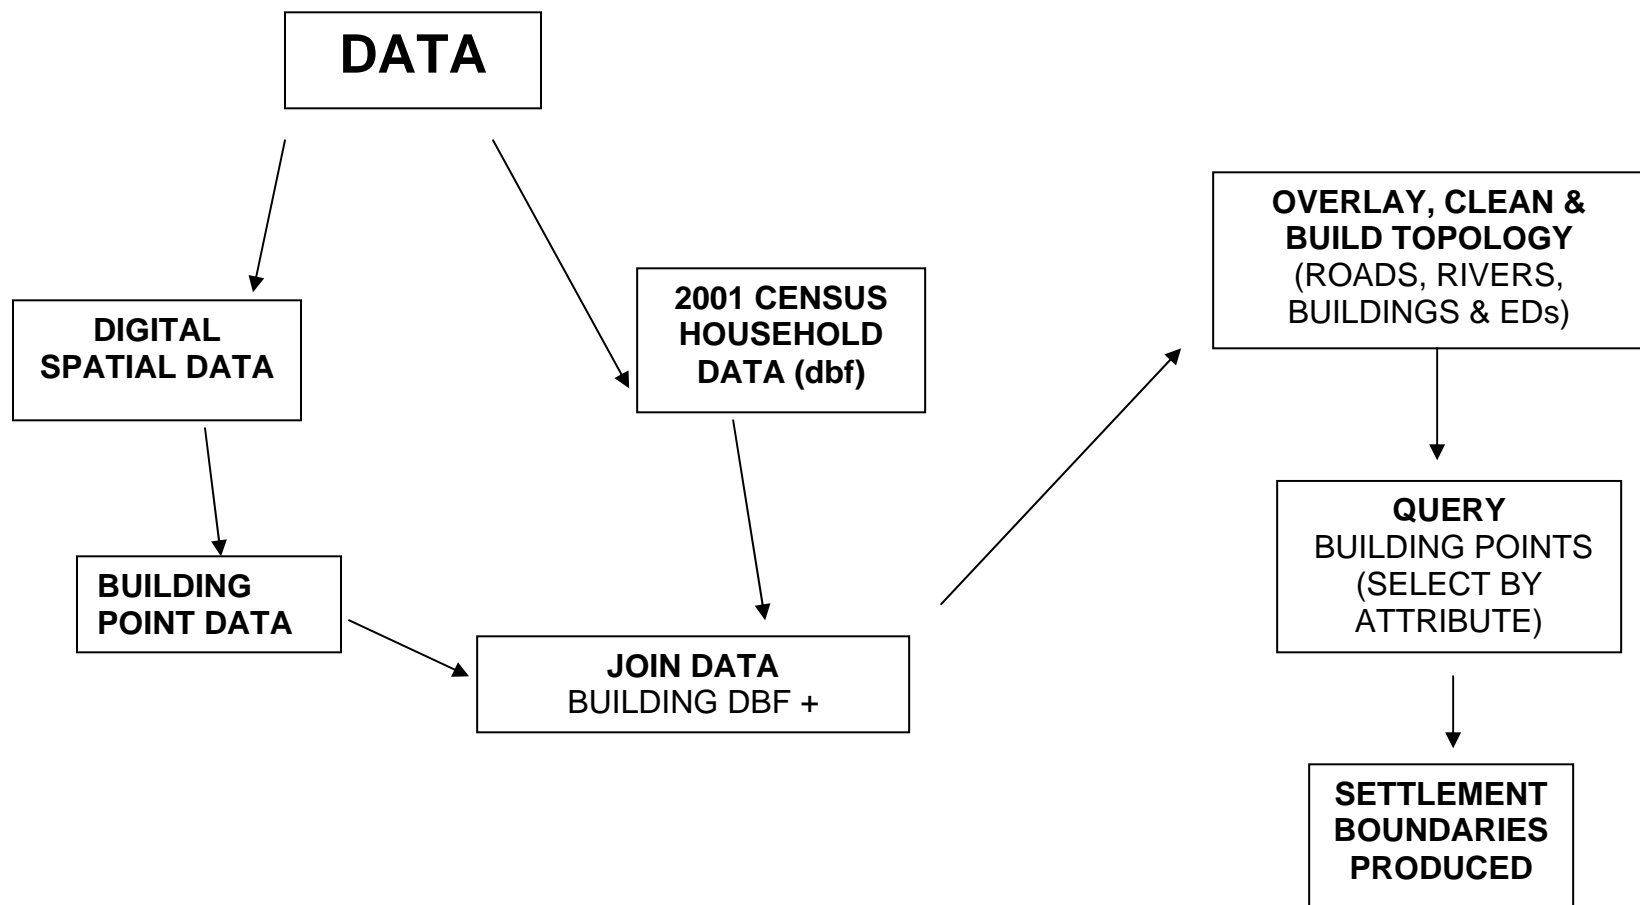 DATA
DIGITAL
SPATIAL DATA
2001 CENSUS
HOUSEHOLD
DATA (dbf)
BUILDING
POINT DATA
JOIN DATA
BUILDING DBF +
OVERLAY, CLEAN &
BUILD TOPOLOGY
(ROADS, RIVERS,
BUILDINGS & EDs)
QUERY
BUILDING POINTS
(SELECT BY
ATTRIBUTE)
SETTLEMENT
BOUNDARIES
PRODUCED